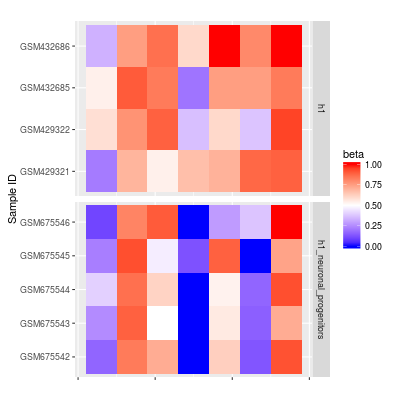 GSM432686
GSM432685
GSM429322
GSM429321
h1
GSM675546
GSM675545
GSM675544
GSM675543
GSM675542
h1_neuronal_progenitors
Sample ID
beta
1.00
0.75
0.50
0.25
0.00